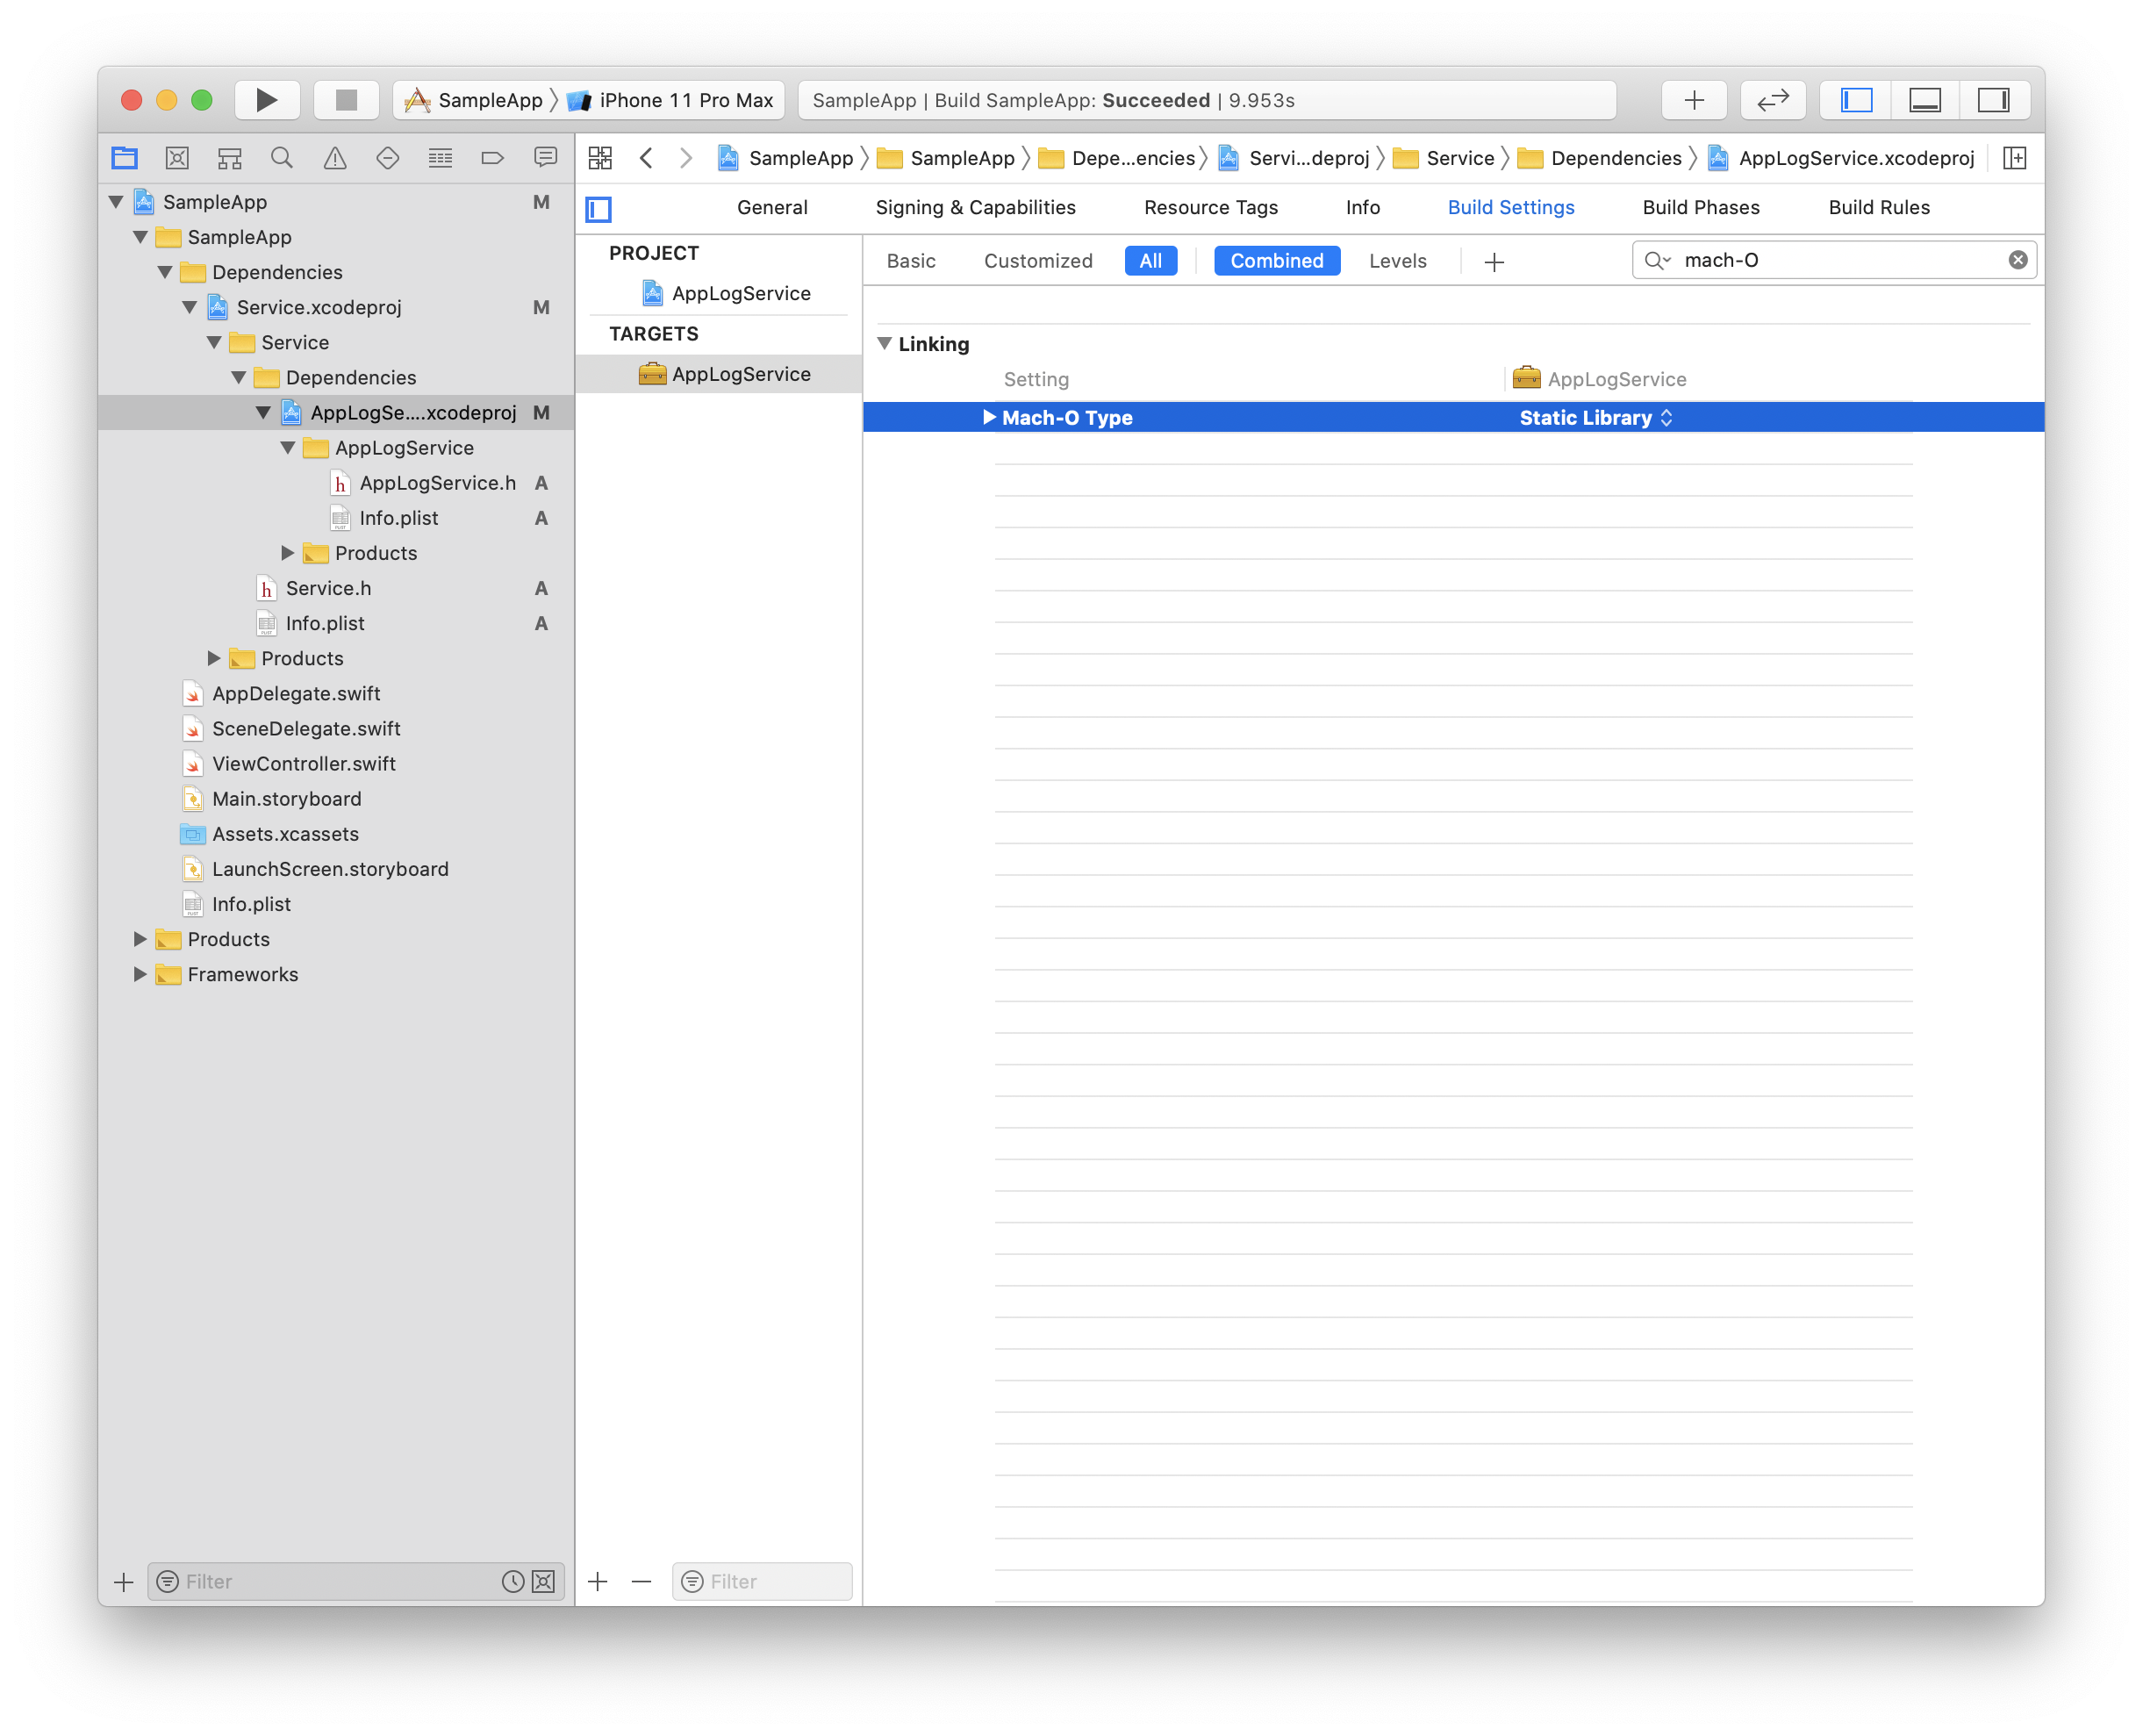 SampleApp 〉 iPhone 11 Pro Max
SampleApp | Build SampleApp: Succeeded | 9.953s
SampleApp 〉 SampleApp 〉 Depe...encies 〉 Servi...deproj 〉 Service 〉 Dependencies 〉 AppLogService.xcodeproj
SampleApp M
SampleApp
Dependencies
Service.xcodeproj M
Service
Dependencies
AppLogSe....xcodeproj M
AppLogService
AppLogService.h A
Info.plist A
Products
Service.h A
Info.plist A
Products
AppDelegate.swift
SceneDelegate.swift
ViewController.swift
Main.storyboard
Assets.xcassets
LaunchScreen.storyboard
Info.plist
Products
Frameworks
Filter
General Signing & Capabilities Resource Tags Info Build Settings Build Phases Build Rules
PROJECT
AppLogService
TARGETS
AppLogService
Filter
Basic Customized All Combined Levels mach-O
Linking
Setting AppLogService
Mach-O Type Static Library